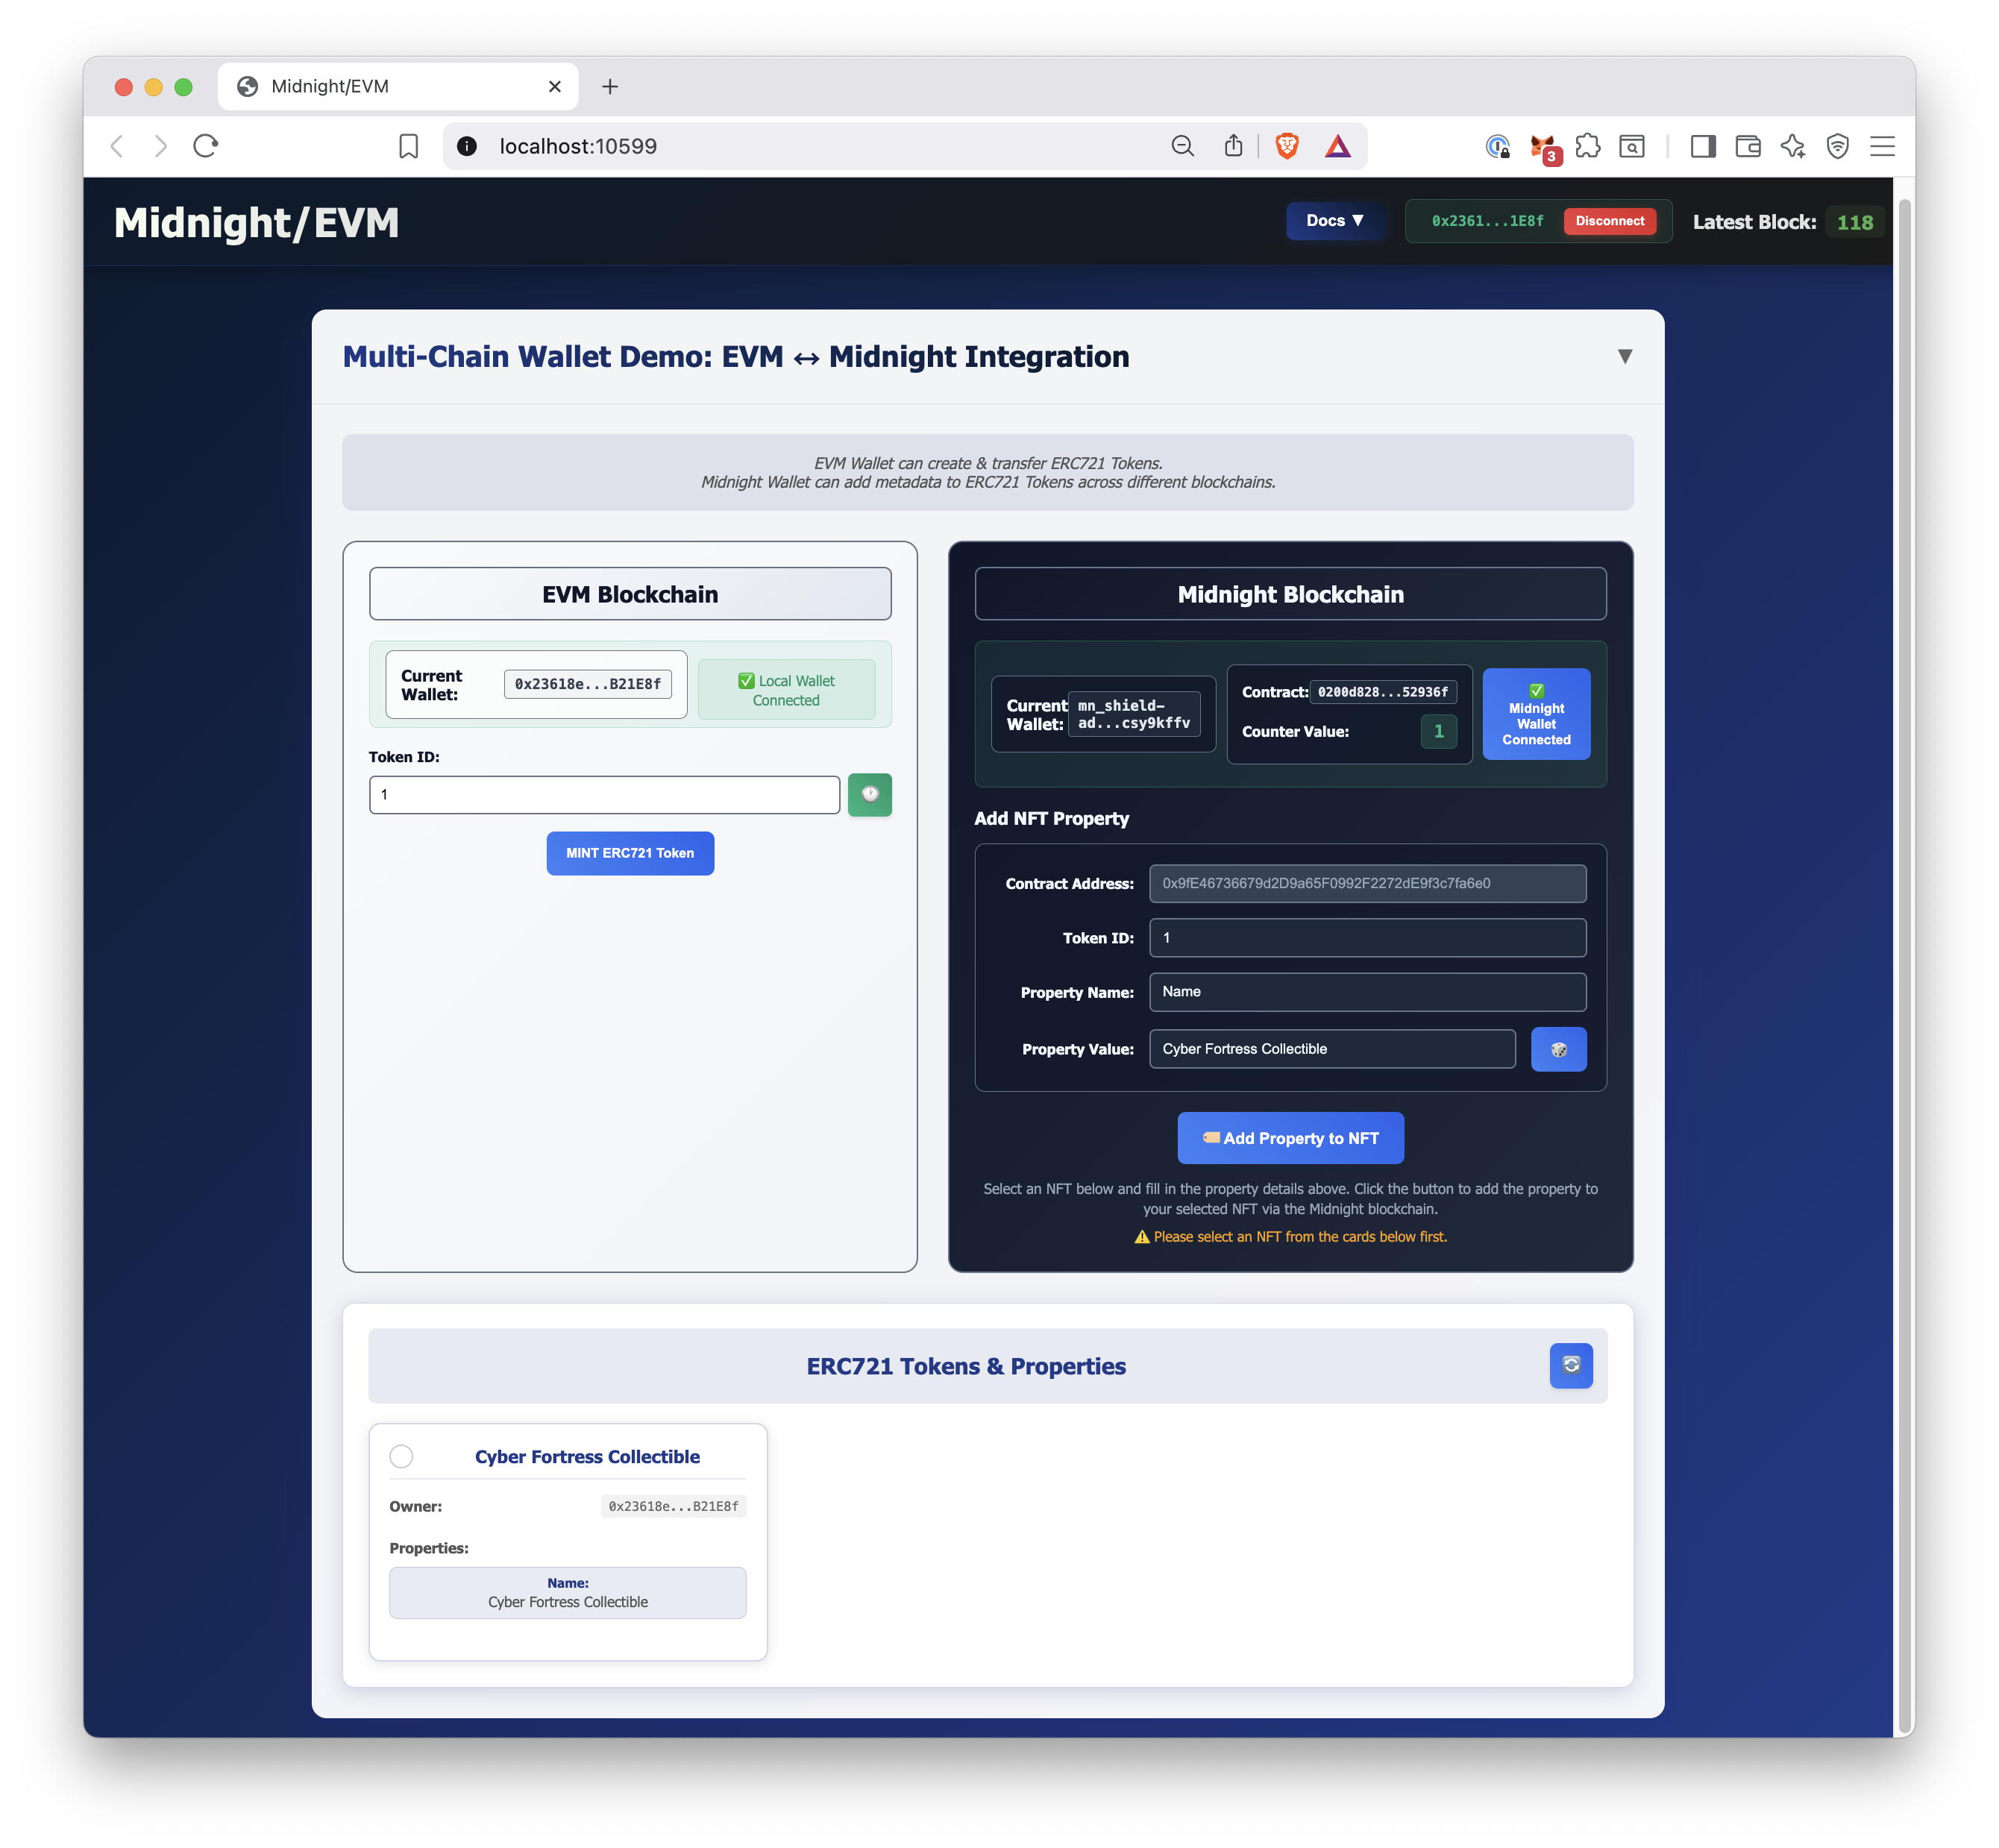 Midnight/EVM
localhost:10599
3
Midnight/EVM
Docs ▼
0x2361...1E8f
Disconnect
Latest Block: 118
Multi-Chain Wallet Demo: EVM ↔ Midnight Integration
▼
EVM Wallet can create & transfer ERC721 Tokens.
Midnight Wallet can add metadata to ERC721 Tokens across different blockchains.
EVM Blockchain
Current
Wallet:
0x23618e...B21E8f
✅ Local Wallet
Connected
Token ID:
1
MINT ERC721 Token
Midnight Blockchain
Current
Wallet:
mn_shield-
ad...csy9kffv
Contract: 0200d828...52936f
Counter Value: 1
✅
Midnight
Wallet
Connected
Add NFT Property
Contract Address: 0x9fE46736679d2D9a65F0992F2272dE9f3c7fa6e0
Token ID: 1
Property Name: Name
Property Value: Cyber Fortress Collectible
Add Property to NFT
Select an NFT below and fill in the property details above. Click the button to add the property to
your selected NFT via the Midnight blockchain.
⚠️ Please select an NFT from the cards below first.
ERC721 Tokens & Properties
Cyber Fortress Collectible
Owner: 0x23618e...B21E8f
Properties:
Name:
Cyber Fortress Collectible